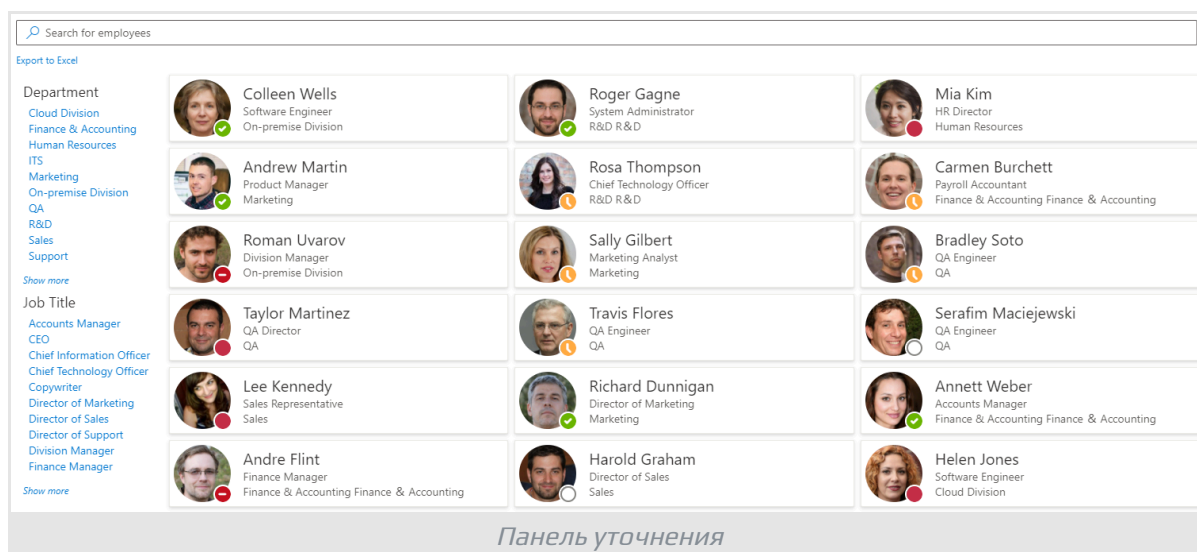 Search for employees
Export to Excel
Department
Cloud Division
Finance & Accounting
Human Resources
ITS
Marketing
On-premise Division
QA
R&D
Sales
Support
Show more
Job Title
Accounts Manager
CEO
Chief Information Officer
Chief Technology Officer
Copywriter
Director of Marketing
Director of Sales
Director of Support
Division Manager
Finance Manager
Show more
Colleen Wells
Software Engineer
On-premise Division
Roger Gagne
System Administrator
R&D R&D
Mia Kim
HR Director
Human Resources
Andrew Martin
Product Manager
Marketing
Rosa Thompson
Chief Technology Officer
R&D R&D
Carmen Burchett
Payroll Accountant
Finance & Accounting Finance & Accounting
Roman Uvarov
Division Manager
On-premise Division
Sally Gilbert
Marketing Analyst
Marketing
Bradley Soto
QA Engineer
QA
Taylor Martinez
QA Director
QA
Travis Flores
QA Engineer
QA
Serafim Maciejewski
QA Engineer
QA
Lee Kennedy
Sales Representative
Sales
Richard Dunnigan
Director of Marketing
Marketing
Annett Weber
Accounts Manager
Finance & Accounting Finance & Accounting
Andre Flint
Finance Manager
Finance & Accounting Finance & Accounting
Harold Graham
Director of Sales
Sales
Helen Jones
Software Engineer
Cloud Division
Панель уточнения